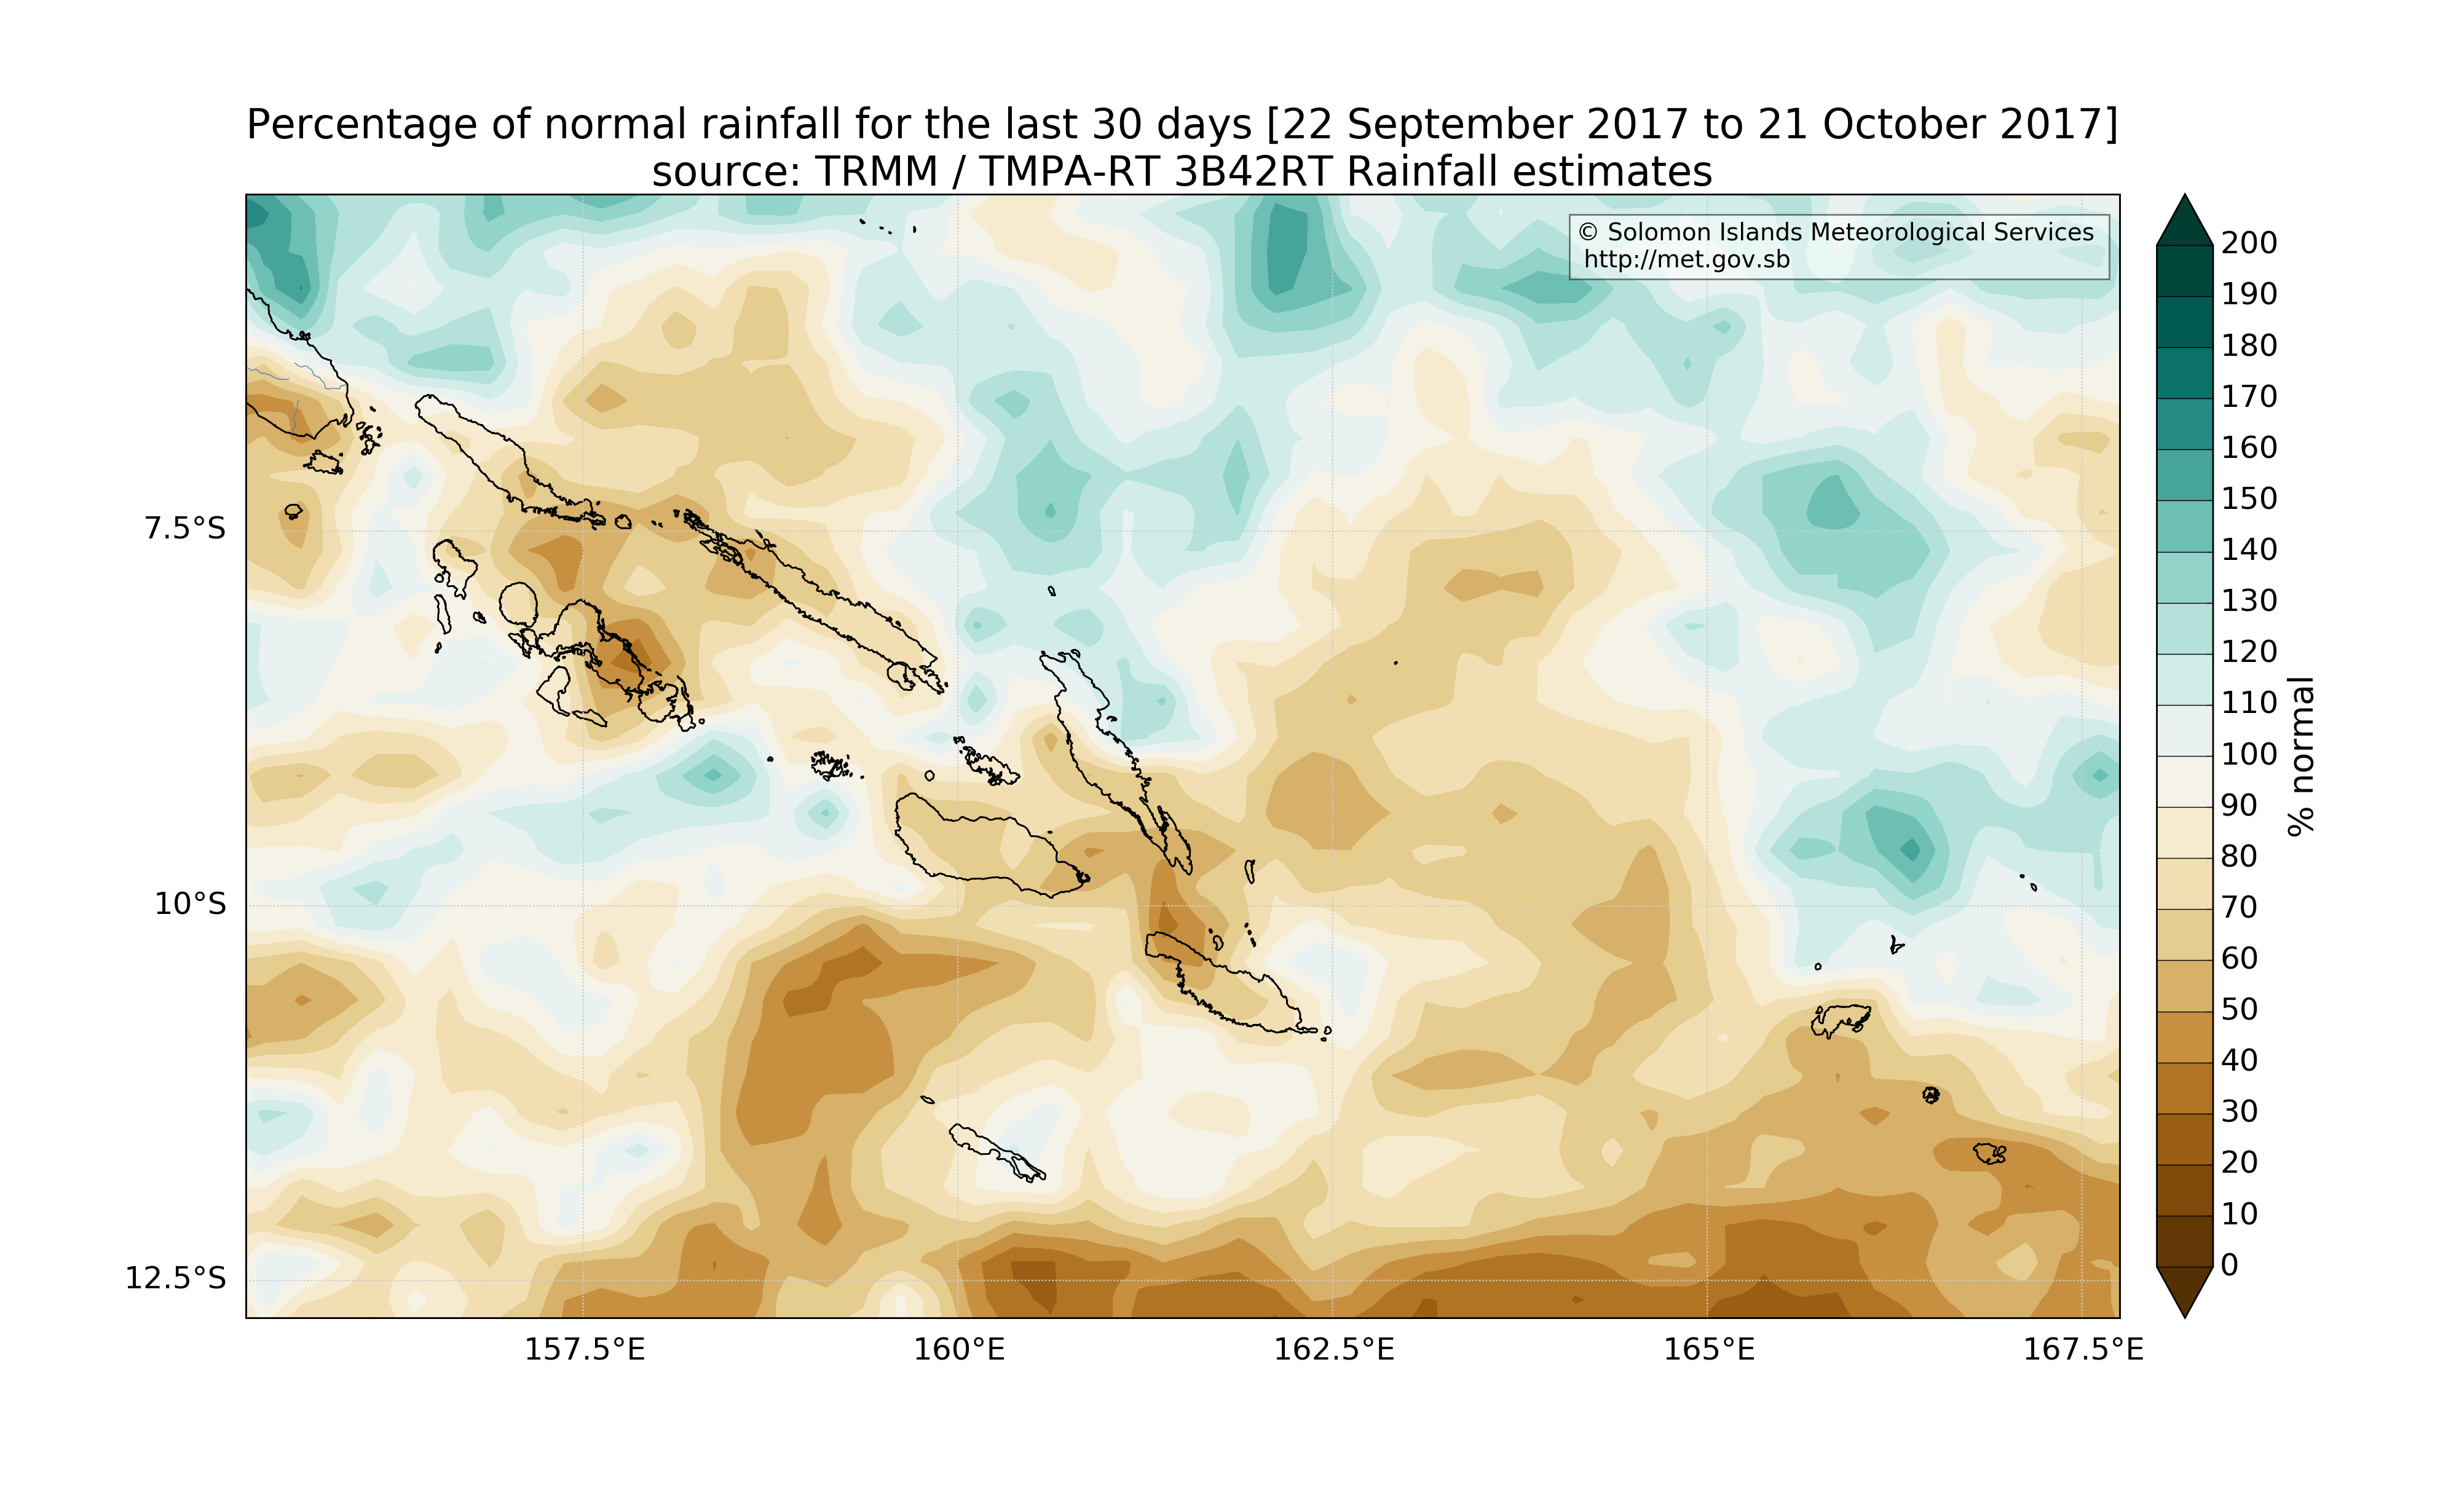 Percentage of normal rainfall for the last 30 days [22 September 2017 to 21 October 2017]
source: TRMM / TMPA-RT 3B42RT Rainfall estimates
© Solomon Islands Meteorological Services
http://met.gov.sb
7.5°S
10°S
12.5°S
157.5°E
160°E
162.5°E
165°E
167.5°E
200
190
180
170
160
150
140
130
120
110
100
90
80
70
60
50
40
30
20
10
0
% normal